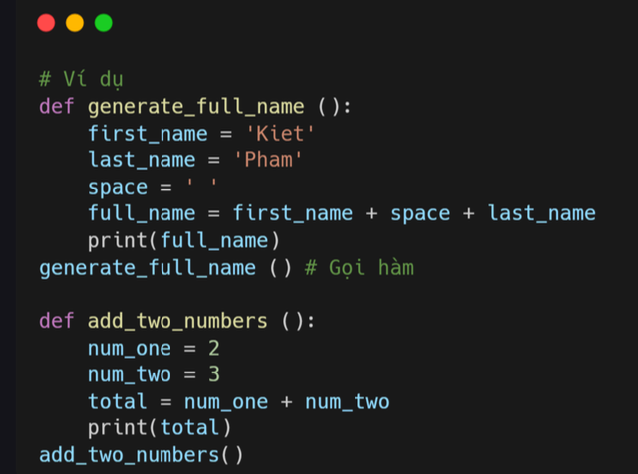 # Ví dụ
def generate_full_name ():
    first_name = 'Kiet'
    last_name = 'Pham'
    space = ' '
    full_name = first_name + space + last_name
    print(full_name)
generate_full_name () # Gọi hàm

def add_two_numbers ():
    num_one = 2
    num_two = 3
    total = num_one + num_two
    print(total)
add_two_numbers()